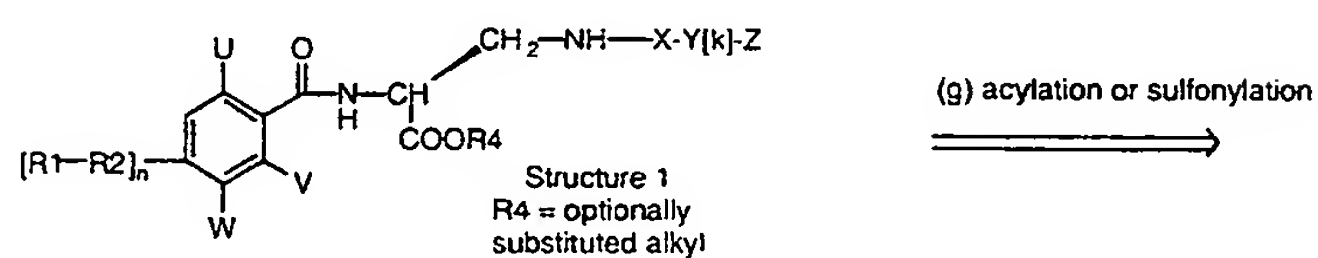 U O CH2-NH-X-Y[k]-Z
(g) acylation or sulfonylation
N CH
H
[R1-R2]n COOR4
V
Structure 1
W R4 = optionally
substituted alkyl